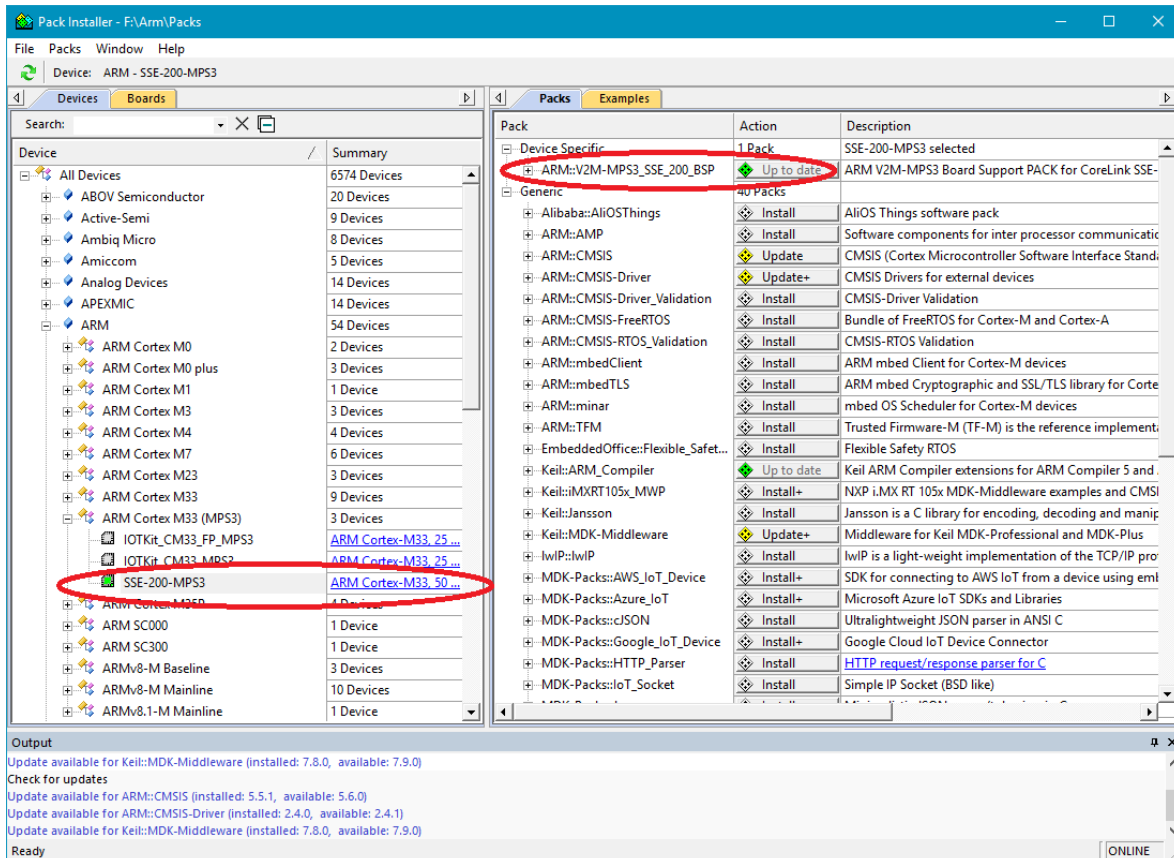 Pack Installer - F:\Arm\Packs
File Packs Window Help
Device: ARM - SSE-200-MPS3
Devices Boards
Search:
Device / Summary
All Devices 6574 Devices
ABOV Semiconductor 20 Devices
Active-Semi 9 Devices
Ambiq Micro 8 Devices
Amiccom 5 Devices
Analog Devices 14 Devices
APEXMIC 14 Devices
ARM 54 Devices
ARM Cortex M0 2 Devices
ARM Cortex M0 plus 3 Devices
ARM Cortex M1 1 Device
ARM Cortex M3 3 Devices
ARM Cortex M4 4 Devices
ARM Cortex M7 6 Devices
ARM Cortex M23 3 Devices
ARM Cortex M33 9 Devices
ARM Cortex M33 (MPS3) 3 Devices
IOTKit_CM33_FP_MPS3 ARM Cortex-M33, 25 ...
IOTKit_CM33_MPS3 ARM Cortex-M33, 25 ...
SSE-200-MPS3 ARM Cortex-M33, 50 ...
ARM Cortex M35P 4 Devices
ARM SC000 1 Device
ARM SC300 1 Device
ARMv8-M Baseline 3 Devices
ARMv8-M Mainline 10 Devices
ARMv8.1-M Mainline 1 Device
Packs Examples
Pack Action Description
Device Specific 1 Pack SSE-200-MPS3 selected
ARM::V2M-MPS3_SSE_200_BSP Up to date ARM V2M-MPS3 Board Support PACK for CoreLink SSE-
Generic 40 Packs
Alibaba::AliOSThings Install AliOS Things software pack
ARM::AMP Install Software components for inter processor communicatic
ARM::CMSIS Update CMSIS (Cortex Microcontroller Software Interface Standa
ARM::CMSIS-Driver Update+ CMSIS Drivers for external devices
ARM::CMSIS-Driver_Validation Install CMSIS-Driver Validation
ARM::CMSIS-FreeRTOS Install Bundle of FreeRTOS for Cortex-M and Cortex-A
ARM::CMSIS-RTOS_Validation Install CMSIS-RTOS Validation
ARM::mbedClient Install ARM mbed Client for Cortex-M devices
ARM::mbedTLS Install ARM mbed Cryptographic and SSL/TLS library for Corte
ARM::minar Install mbed OS Scheduler for Cortex-M devices
ARM::TFM Install Trusted Firmware-M (TF-M) is the reference implementa
EmbeddedOffice::Flexible_Safet... Install Flexible Safety RTOS
Keil::ARM_Compiler Up to date Keil ARM Compiler extensions for ARM Compiler 5 and
Keil::iMXRT105x_MWP Install+ NXP i.MX RT 105x MDK-Middleware examples and CMSI
Keil::Jansson Install Jansson is a C library for encoding, decoding and manip
Keil::MDK-Middleware Update+ Middleware for Keil MDK-Professional and MDK-Plus
lwIP::lwIP Install lwIP is a light-weight implementation of the TCP/IP pro
MDK-Packs::AWS_IoT_Device Install+ SDK for connecting to AWS IoT from a device using emb
MDK-Packs::Azure_IoT Install+ Microsoft Azure IoT SDKs and Libraries
MDK-Packs::cJSON Install Ultralightweight JSON parser in ANSI C
MDK-Packs::Google_IoT_Device Install+ Google Cloud IoT Device Connector
MDK-Packs::HTTP_Parser Install HTTP request/response parser for C
MDK-Packs::IoT_Socket Install Simple IP Socket (BSD like)
Output
Update available for Keil::MDK-Middleware (installed: 7.8.0, available: 7.9.0)
Check for updates
Update available for ARM::CMSIS (installed: 5.5.1, available: 5.6.0)
Update available for ARM::CMSIS-Driver (installed: 2.4.0, available: 2.4.1)
Update available for Keil::MDK-Middleware (installed: 7.8.0, available: 7.9.0)
Ready ONLINE